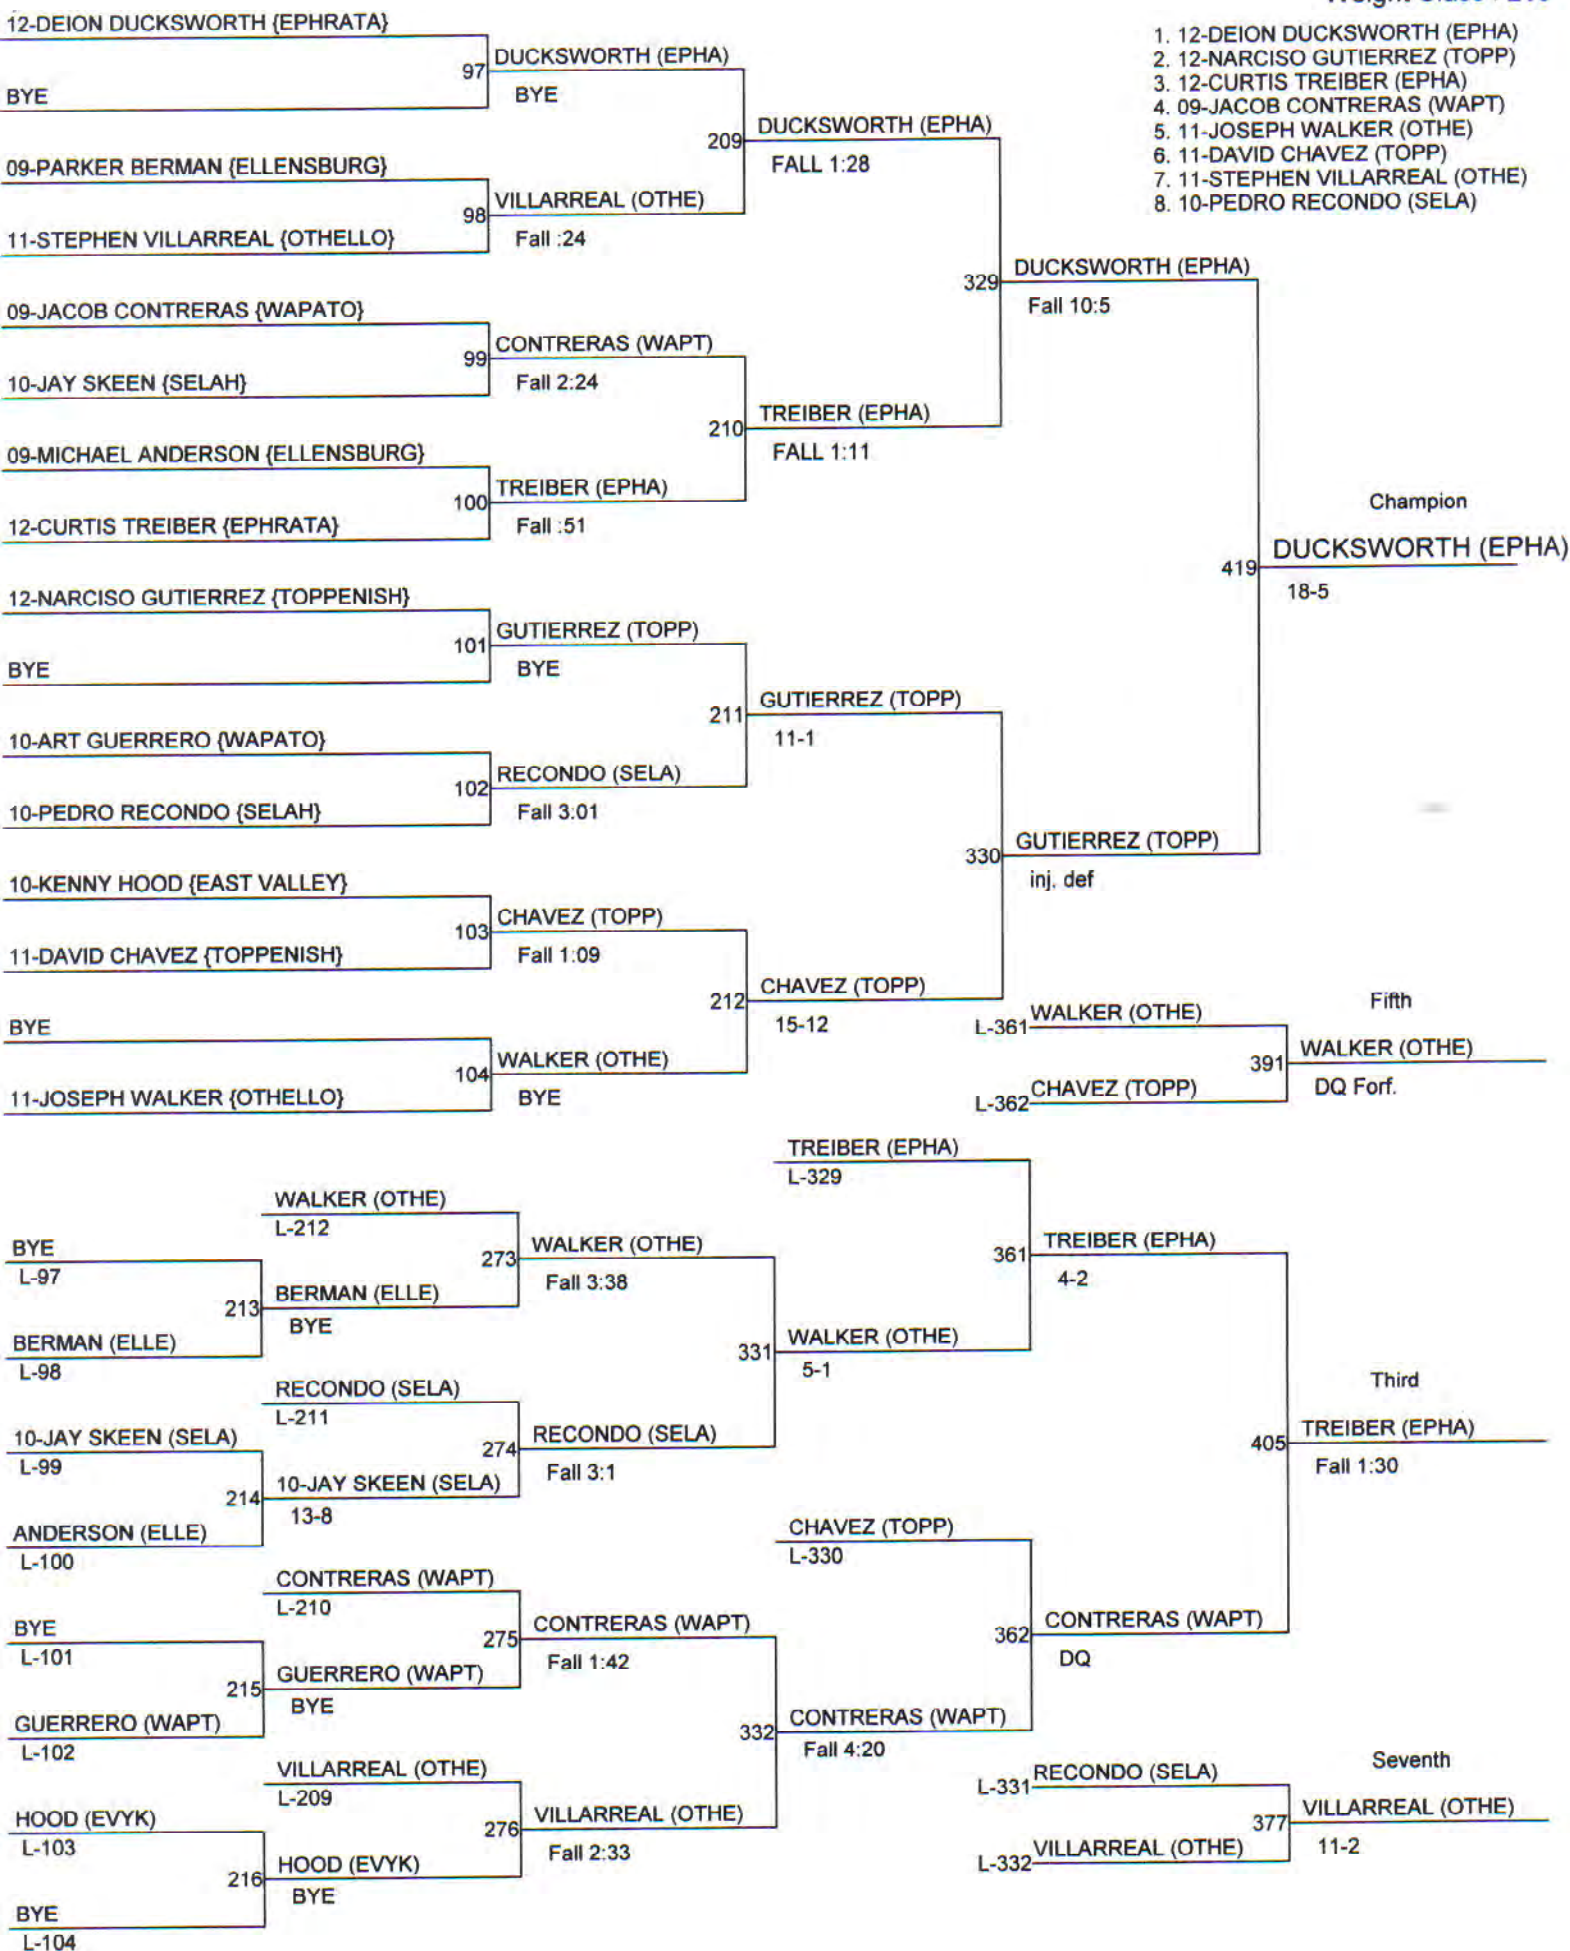 1. 12-DEION DUCKSWORTH (EPHA)
2. 12-NARCISO GUTIERREZ (TOPP)
3. 12-CURTIS TREIBER (EPHA)
4. 09-JACOB CONTRERAS (WAPT)
5. 11-JOSEPH WALKER (OTHE)
6. 11-DAVID CHAVEZ (TOPP)
7. 11-STEPHEN VILLARREAL (OTHE)
8. 10-PEDRO RECONDO (SELA)
12-DEION DUCKSWORTH {EPHRATA}
97
BYE
09-PARKER BERMAN {ELLENSBURG}
98
11-STEPHEN VILLARREAL {OTHELLO}
09-JACOB CONTRERAS {WAPATO}
99
10-JAY SKEEN {SELAH}
09-MICHAEL ANDERSON {ELLENSBURG}
100
12-CURTIS TREIBER {EPHRATA}
12-NARCISO GUTIERREZ {TOPPENISH}
101
BYE
10-ART GUERRERO {WAPATO}
102
10-PEDRO RECONDO {SELAH}
10-KENNY HOOD {EAST VALLEY}
103
11-DAVID CHAVEZ {TOPPENISH}
BYE
104
11-JOSEPH WALKER {OTHELLO}
DUCKSWORTH (EPHA)
BYE
209
VILLARREAL (OTHE)
Fall :24
CONTRERAS (WAPT)
Fall 2:24
210
TREIBER (EPHA)
Fall :51
GUTIERREZ (TOPP)
BYE
211
RECONDO (SELA)
Fall 3:01
CHAVEZ (TOPP)
Fall 1:09
212
WALKER (OTHE)
BYE
DUCKSWORTH (EPHA)
FALL 1:28
329
TREIBER (EPHA)
FALL 1:11
GUTIERREZ (TOPP)
11-1
330
CHAVEZ (TOPP)
15-12
DUCKSWORTH (EPHA)
Fall 10:5
419
GUTIERREZ (TOPP)
inj. def
Champion
DUCKSWORTH (EPHA)
18-5
Fifth
L-361 WALKER (OTHE)
391
L-362 CHAVEZ (TOPP)
WALKER (OTHE)
DQ Forf.
BYE
L-97
213
BERMAN (ELLE)
L-98
10-JAY SKEEN (SELA)
L-99
214
ANDERSON (ELLE)
L-100
BYE
L-101
215
GUERRERO (WAPT)
L-102
HOOD (EVYK)
L-103
216
BYE
L-104
WALKER (OTHE)
L-212
273
BERMAN (ELLE)
BYE
RECONDO (SELA)
L-211
274
10-JAY SKEEN (SELA)
13-8
CONTRERAS (WAPT)
L-210
275
GUERRERO (WAPT)
BYE
VILLARREAL (OTHE)
L-209
276
HOOD (EVYK)
BYE
WALKER (OTHE)
Fall 3:38
331
RECONDO (SELA)
Fall 3:1
CONTRERAS (WAPT)
Fall 1:42
332
VILLARREAL (OTHE)
Fall 2:33
TREIBER (EPHA)
L-329
361
WALKER (OTHE)
5-1
CHAVEZ (TOPP)
L-330
362
CONTRERAS (WAPT)
Fall 4:20
TREIBER (EPHA)
4-2
405
CONTRERAS (WAPT)
DQ
Third
TREIBER (EPHA)
Fall 1:30
Seventh
L-331 RECONDO (SELA)
377
L-332 VILLARREAL (OTHE)
VILLARREAL (OTHE)
11-2